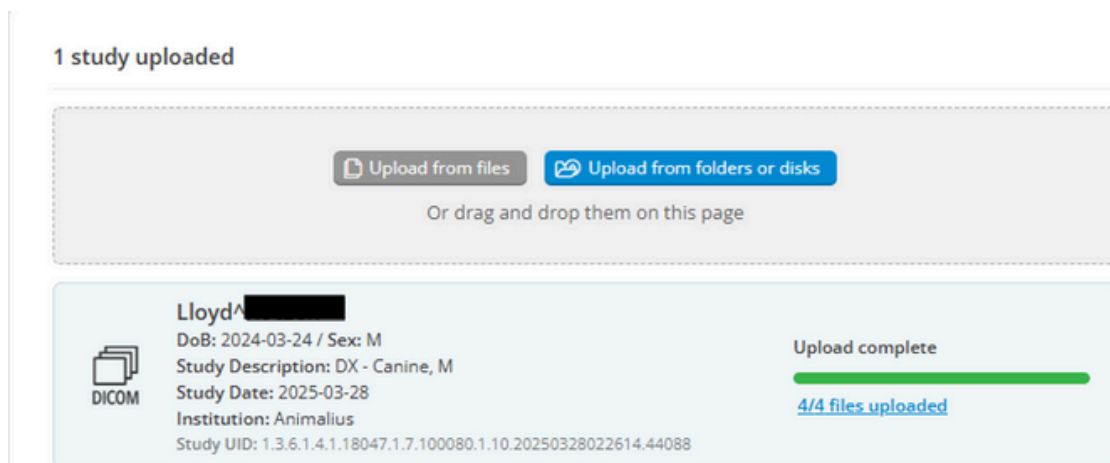 1 study uploaded
Upload from files
Upload from folders or disks
Or drag and drop them on this page
Lloyd^
DoB: 2024-03-24 / Sex: M
Study Description: DX - Canine, M
Study Date: 2025-03-28
Institution: Animalius
Study UID: 1.3.6.1.4.1.18047.1.7.100080.1.10.20250328022614.44088
DICOM
Upload complete
4/4 files uploaded